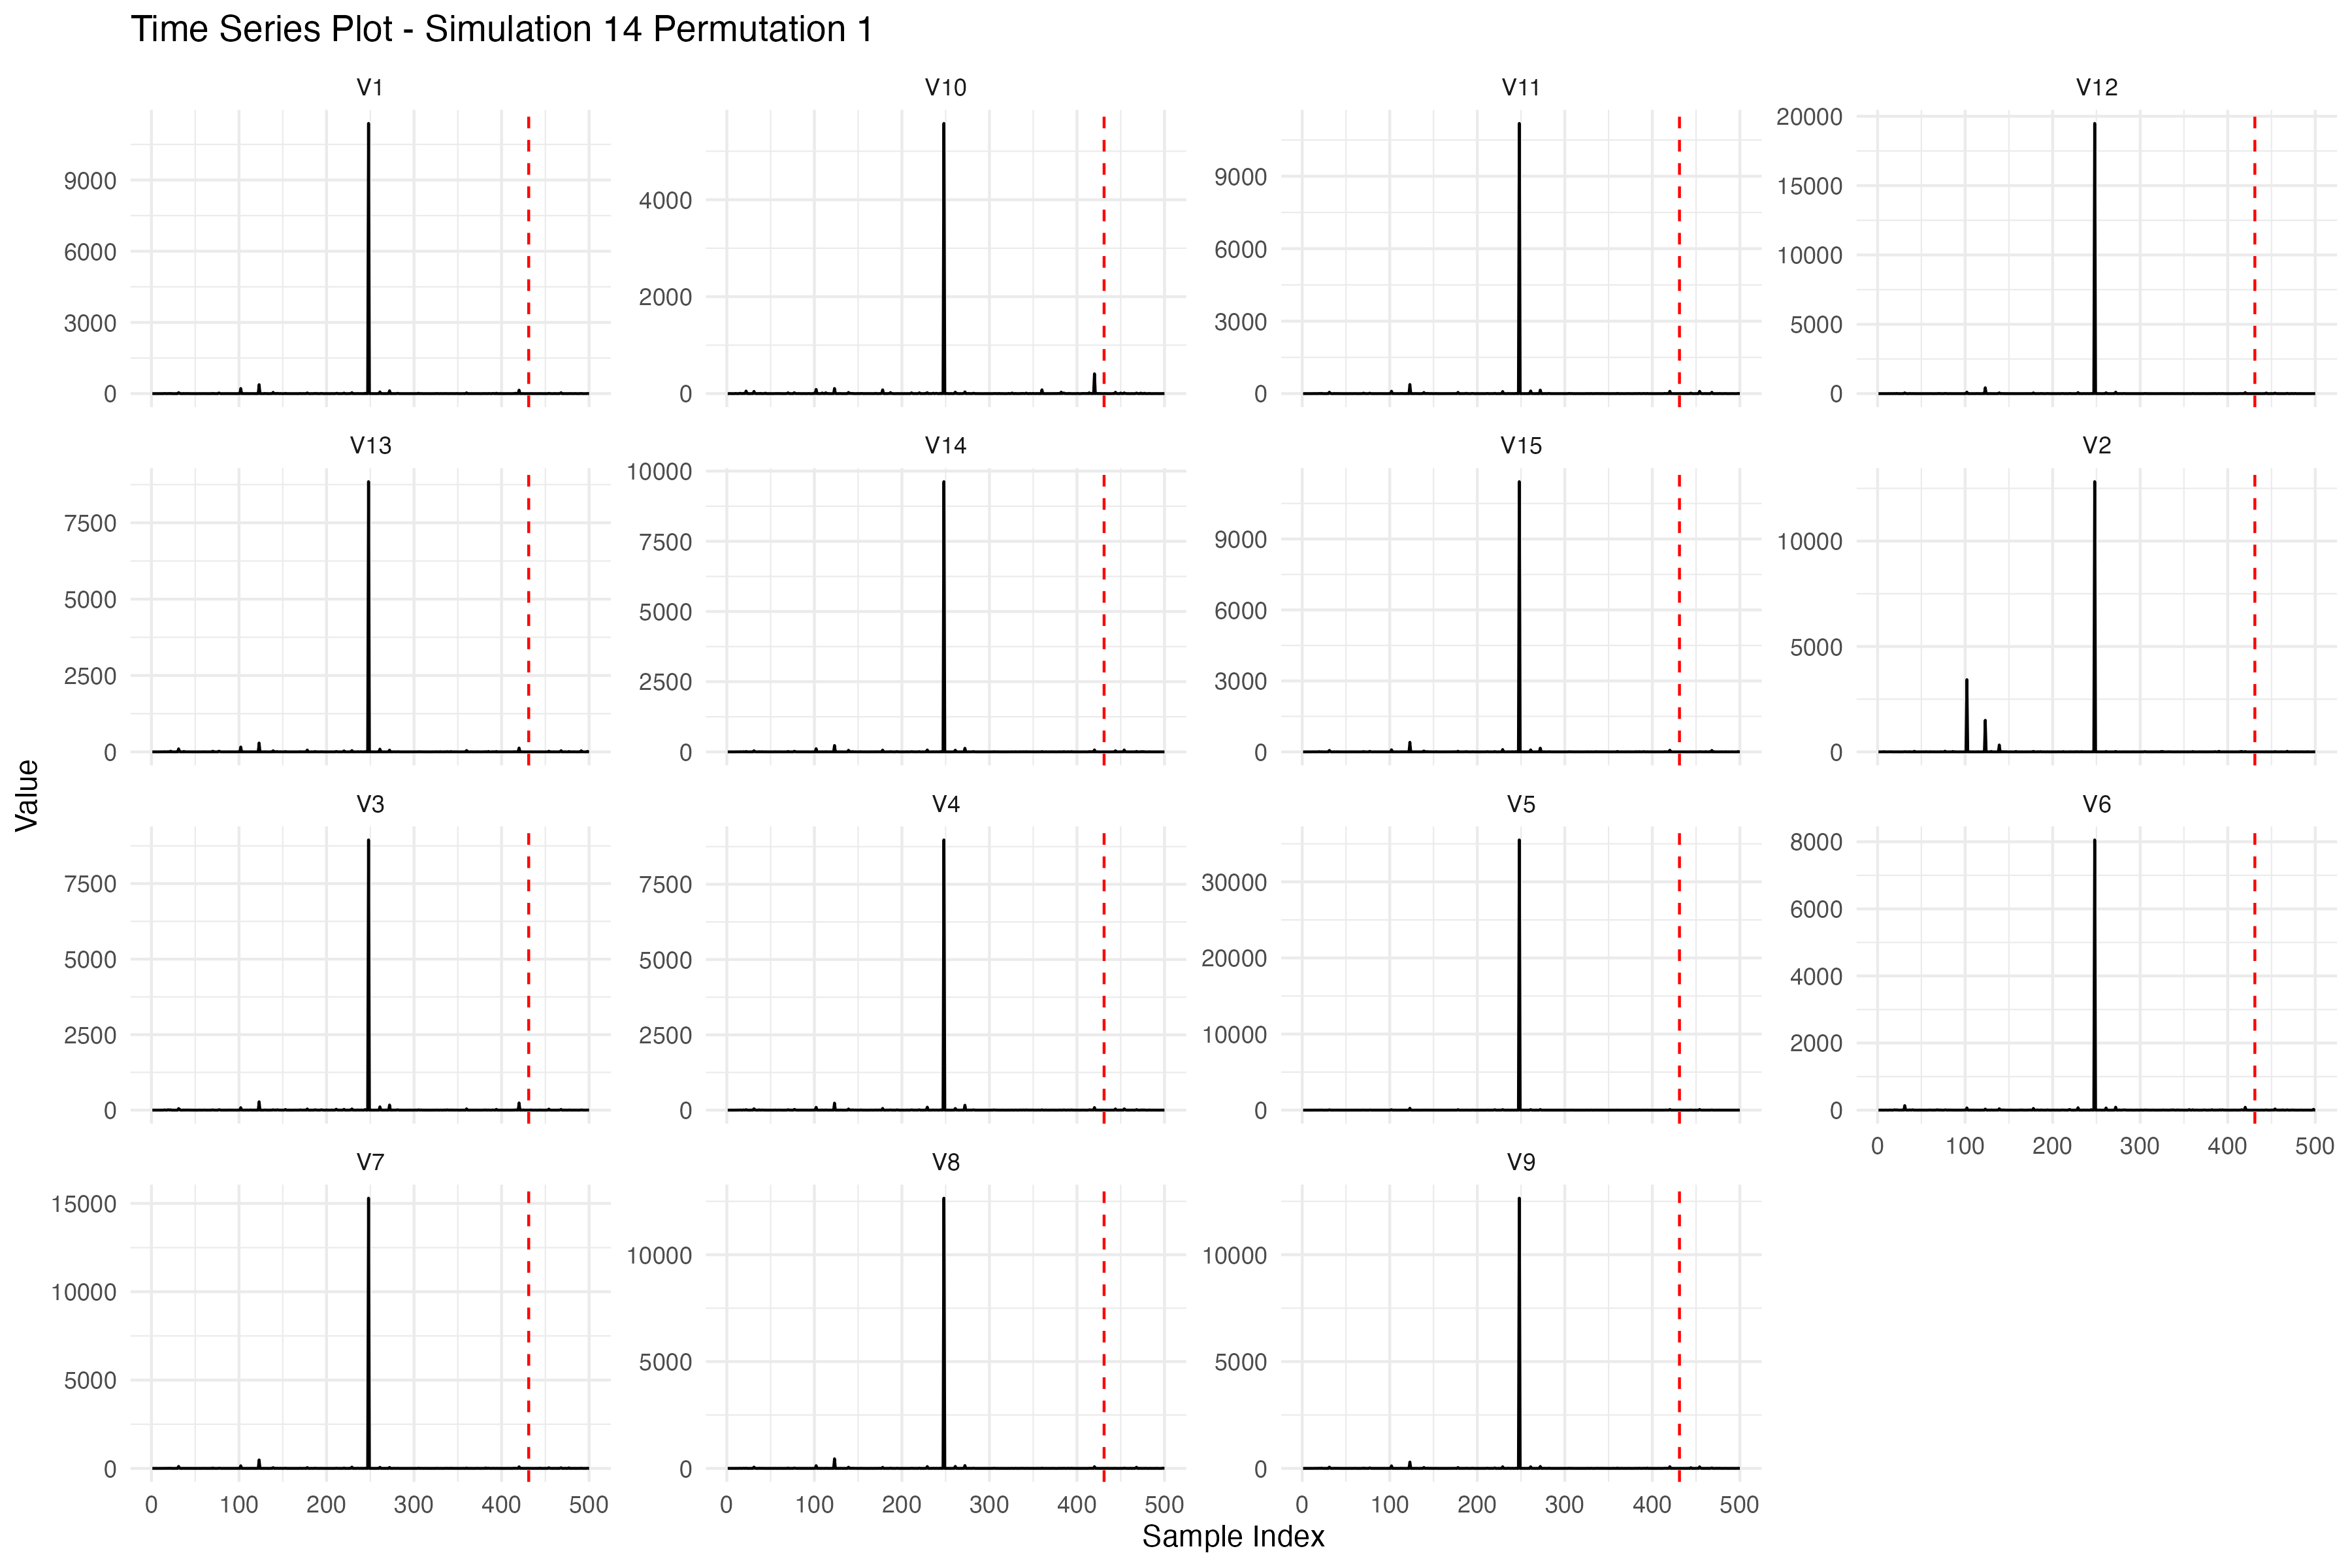 Time Series Plot - Simulation 14 Permutation 1
V1 V10 V11 V12
9000 6000 3000 0
4000 2000 0
9000 6000 3000 0
20000 15000 10000 5000 0
V13 V14 V15 V2
7500 5000 2500 0
10000 7500 5000 2500 0
9000 6000 3000 0
10000 5000 0
Value
V3 V4 V5 V6
7500 5000 2500 0
7500 5000 2500 0
30000 20000 10000 0
8000 6000 4000 2000 0
0 100 200 300 400 500
V7 V8 V9
15000 10000 5000 0
10000 5000 0
10000 5000 0
0 100 200 300 400 500
0 100 200 300 400 500
0 100 200 300 400 500
Sample Index